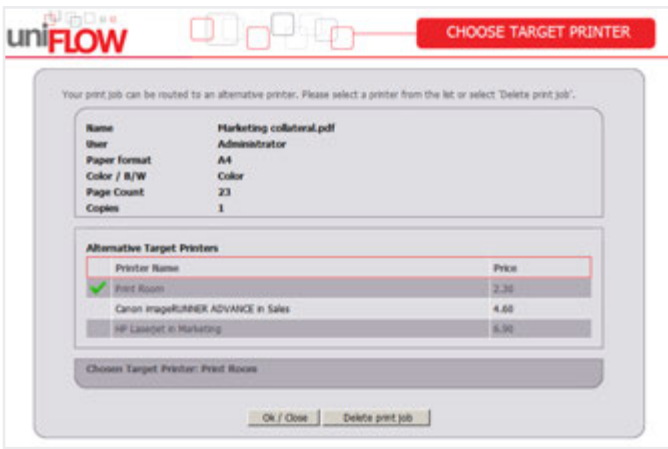 uniFLOW
CHOOSE TARGET PRINTER
Your print job can be routed to an alternative printer. Please select a printer from the list or select 'Delete print job'.
Name Marketing collateral.pdf
User Administrator
Paper format A4
Color / B/W Color
Page Count 23
Copies 1
Alternative Target Printers
Printer Name Price
Print Room 2.30
Canon imageRUNNER ADVANCE in Sales 4.60
HP Laserjet in Marketing 6.90
Chosen Target Printer: Print Room
Ok / Close Delete print job